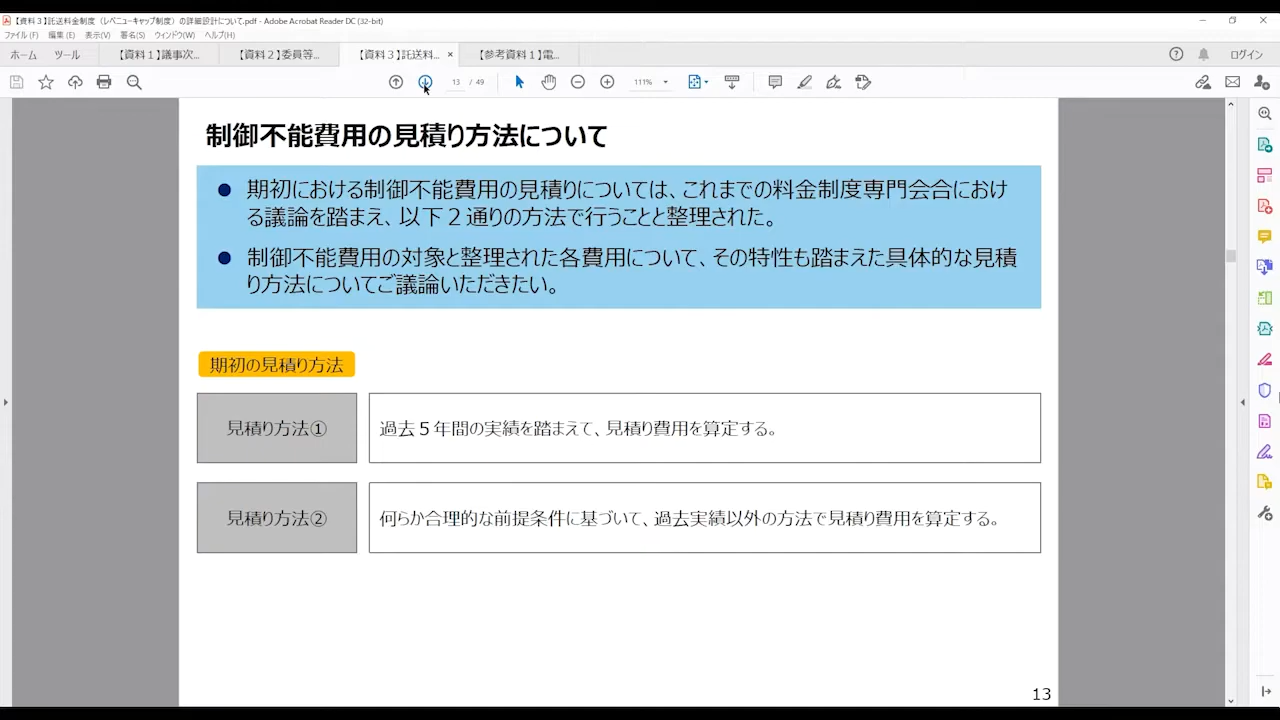 【資料３】託送料金制度（レベニューキャップ制度）の詳細設計について.pdf - Adobe Acrobat Reader DC (32-bit)
ファイル(F) 編集(E) 表示(V) 署名(S) ウィンドウ(W) ヘルプ(H)
ホーム ツール 【資料１】議事次... 【資料２】委員等... 【資料３】託送料... × 【参考資料１】電... ログイン
13 / 49 111%
制御不能費用の見積り方法について
● 期初における制御不能費用の見積りについては、これまでの料金制度専門会合におけ
る議論を踏まえ、以下２通りの方法で行うことと整理された。
● 制御不能費用の対象と整理された各費用について、その特性も踏まえた具体的な見積
り方法についてご議論いただきたい。
期初の見積り方法
見積り方法① 過去５年間の実績を踏まえて、見積り費用を算定する。
見積り方法② 何らか合理的な前提条件に基づいて、過去実績以外の方法で見積り費用を算定する。
13